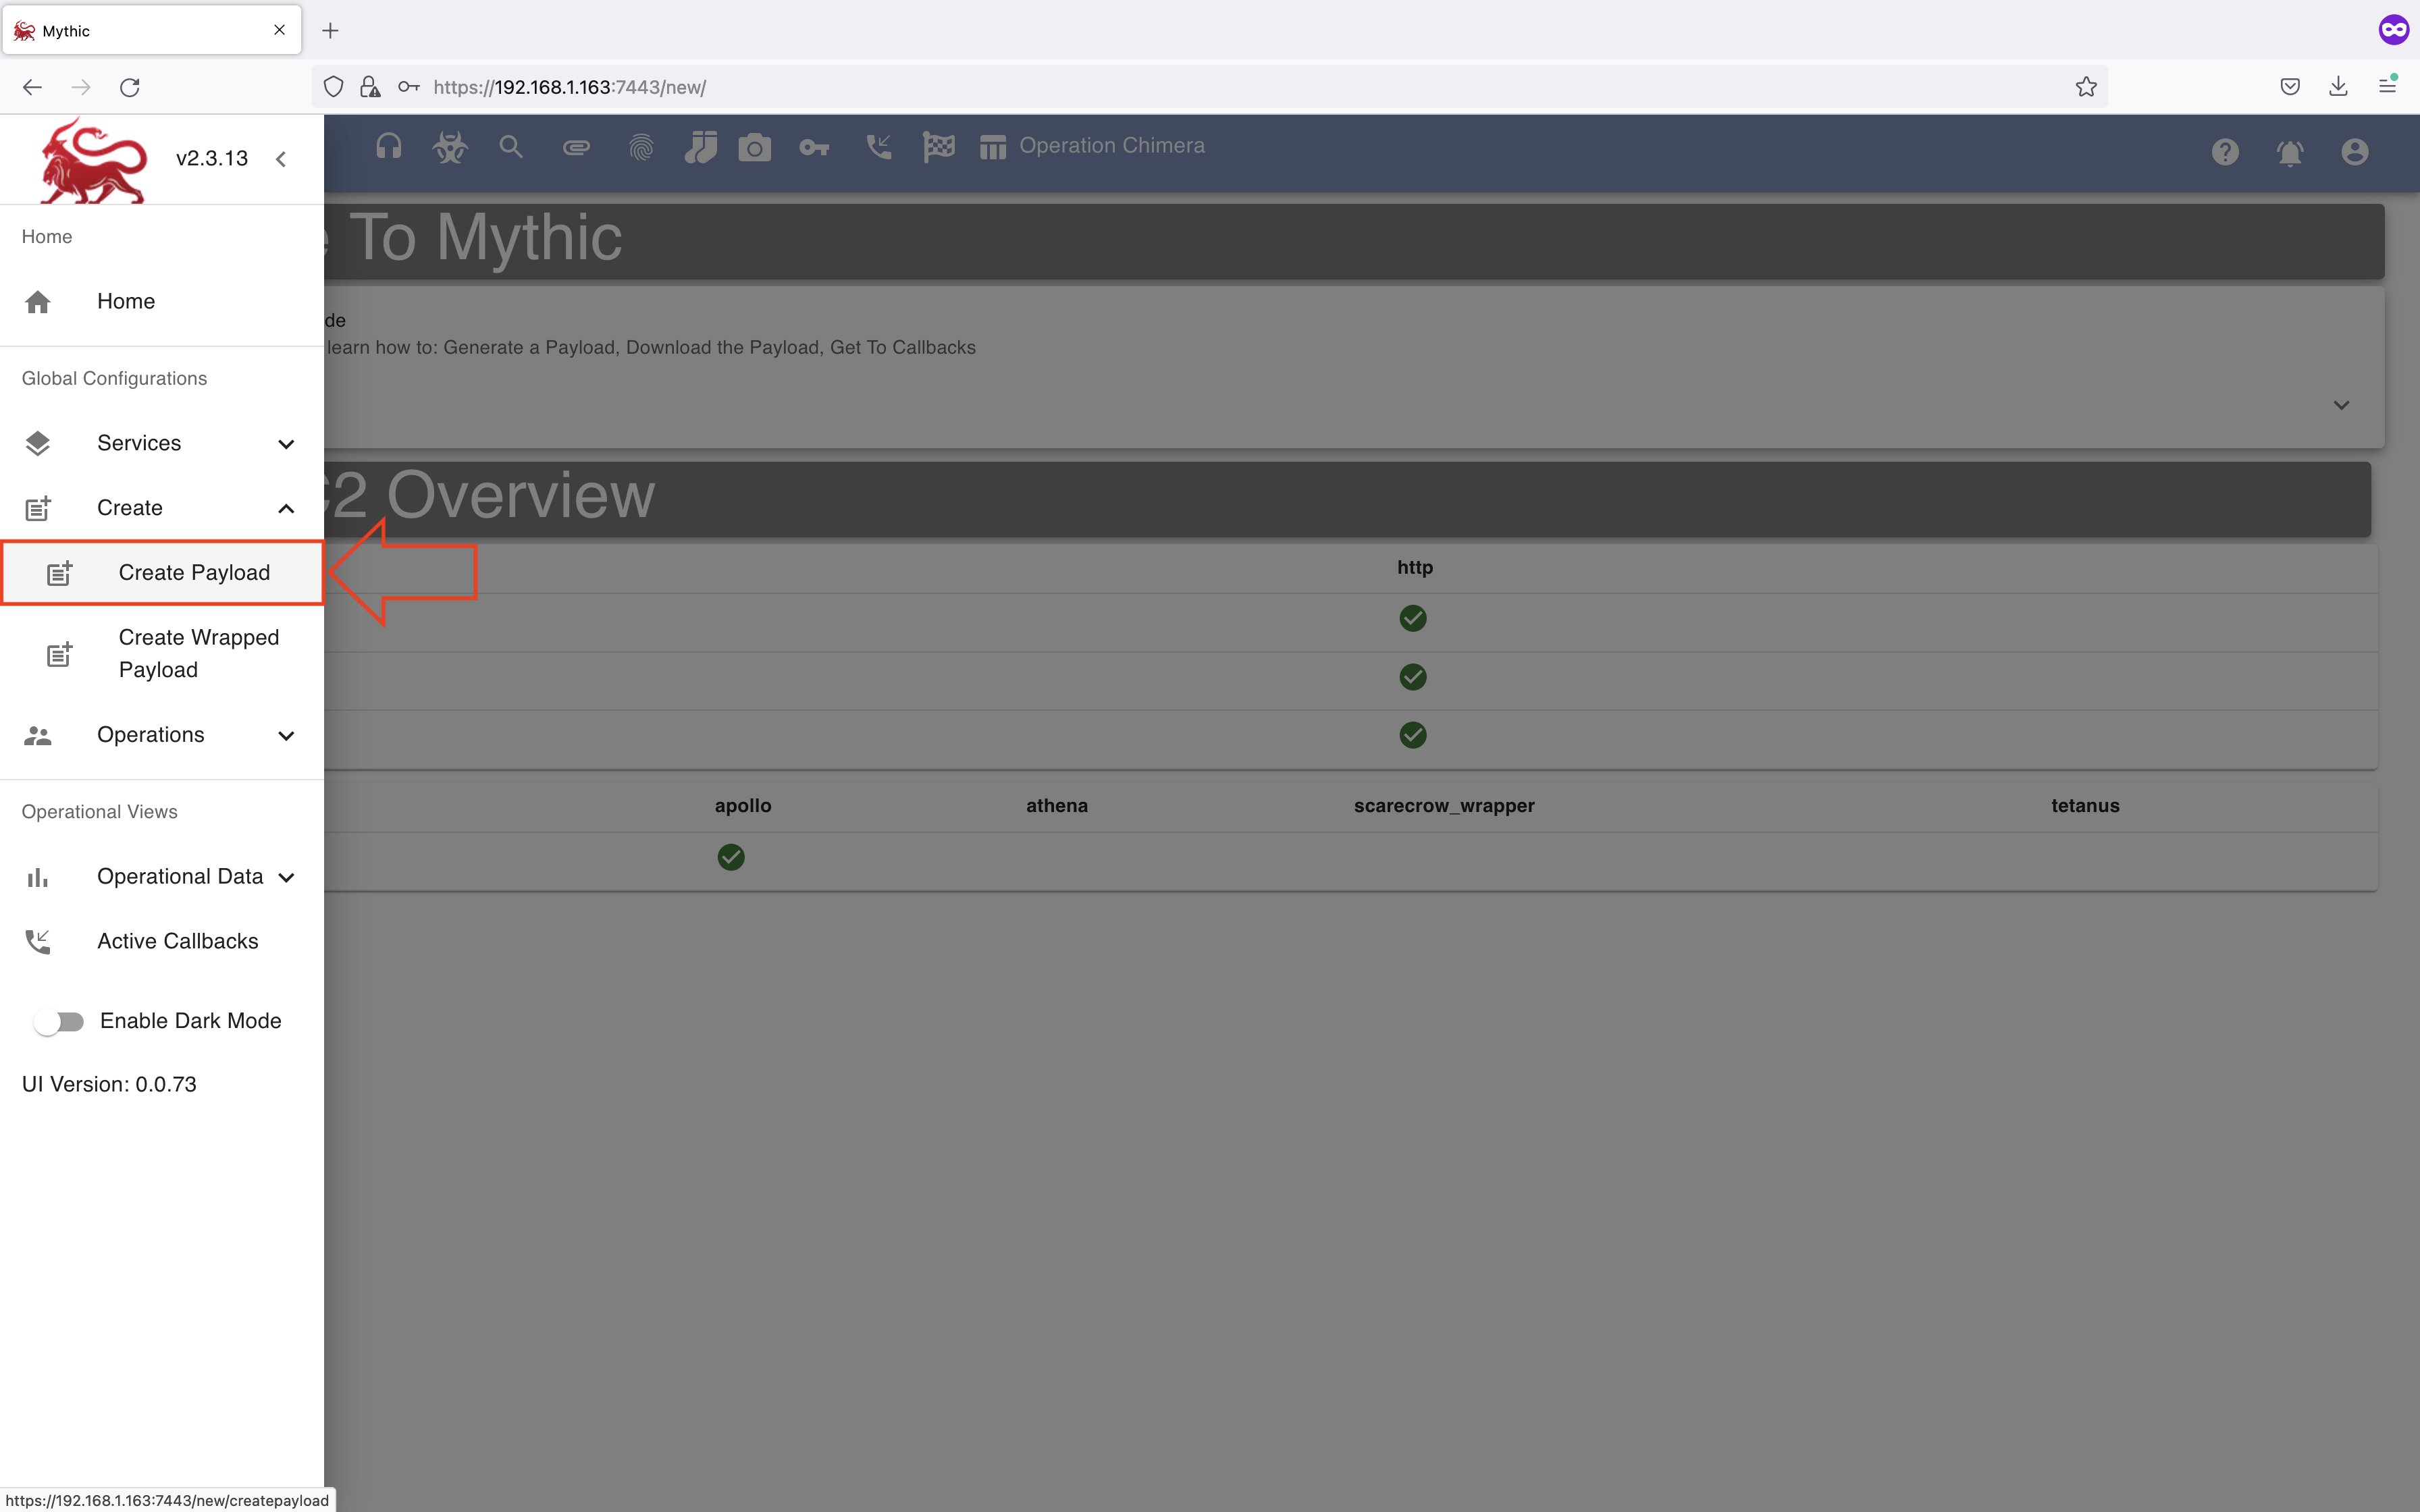 Mythic
https://192.168.1.163:7443/new/
v2.3.13
Operation Chimera
To Mythic
Home
Home
de
learn how to: Generate a Payload, Download the Payload, Get To Callbacks
Global Configurations
Services
C2 Overview
Create
http
Create Payload
Create Wrapped
Payload
Operations
Operational Views
apollo athena scarecrow_wrapper tetanus
Operational Data
Active Callbacks
Enable Dark Mode
UI Version: 0.0.73
https://192.168.1.163:7443/new/createpayload